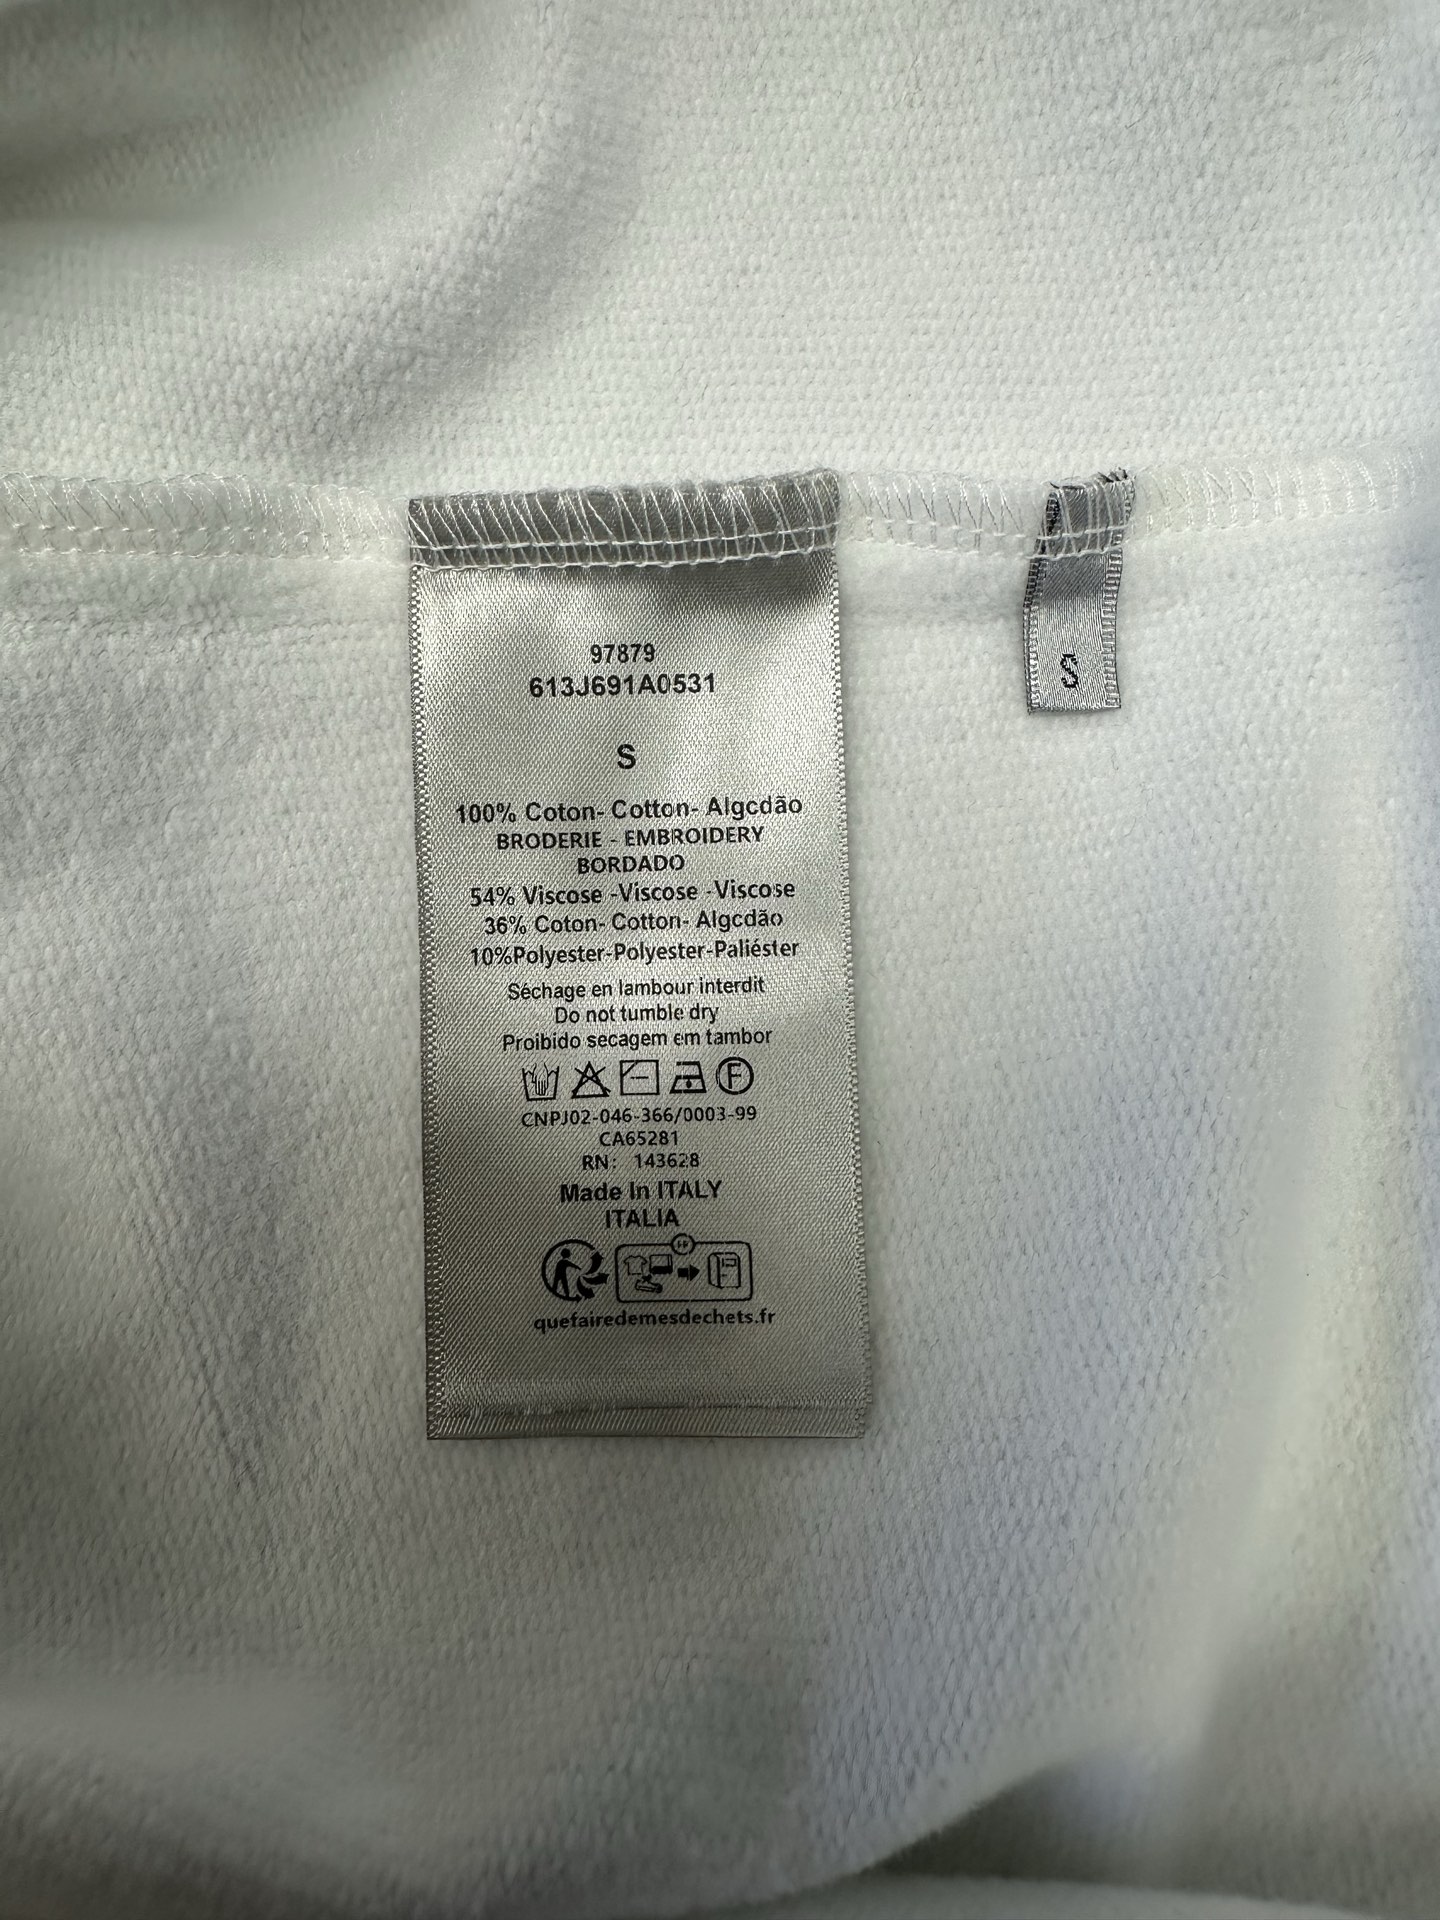 97879
613J691A0531
S
S
100% Coton- Cotton- Algcdão
BRODERIE - EMBROIDERY
BORDADO
54% Viscose -Viscose -Viscose
36% Coton- Cotton- Algcdão
10%Polyester-Polyester-Paliéster
Séchage en lambour interdit
Do not tumble dry
Proibido secagem em tambor
F
CNPJ02-046-366/0003-99
CA65281
RN: 143628
Made In ITALY
ITALIA
FR
quefairedemesdechets.fr